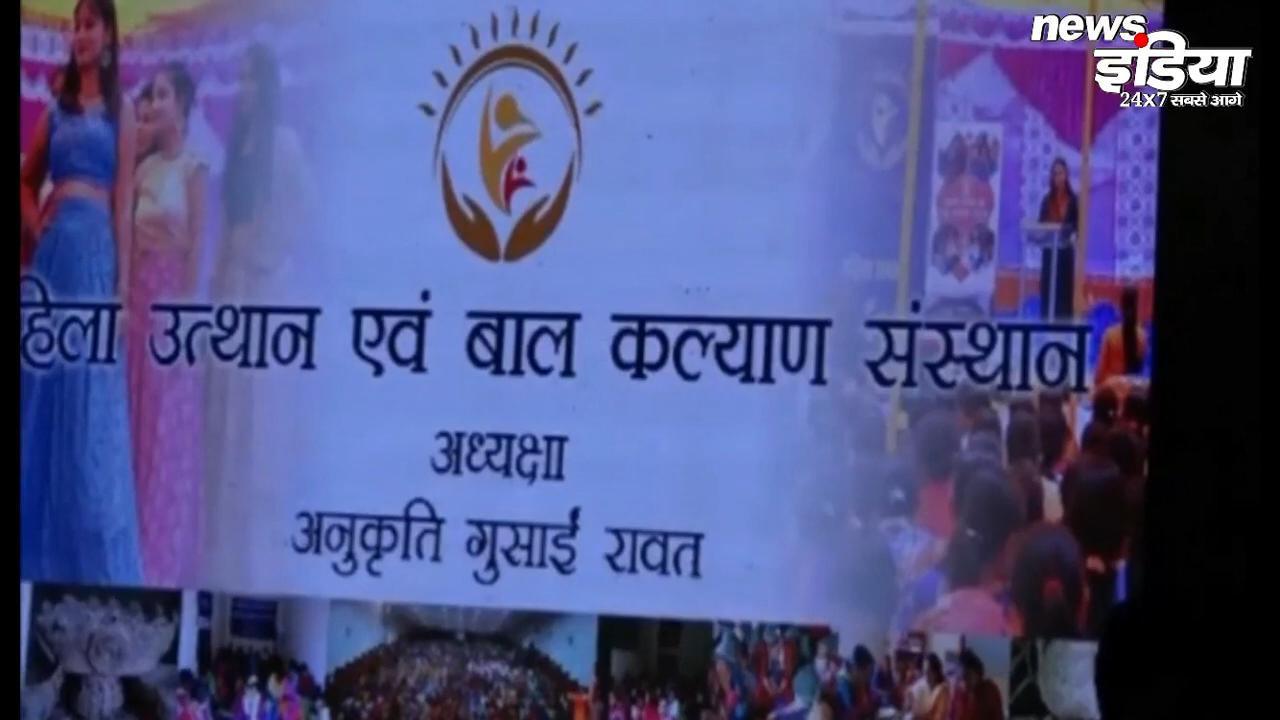 news
इंडिया
24x7 सबसे आगे
हिला उत्थान एवं बाल कल्याण संस्थान
अध्यक्षा
अनुकृति गुसाईं रावत